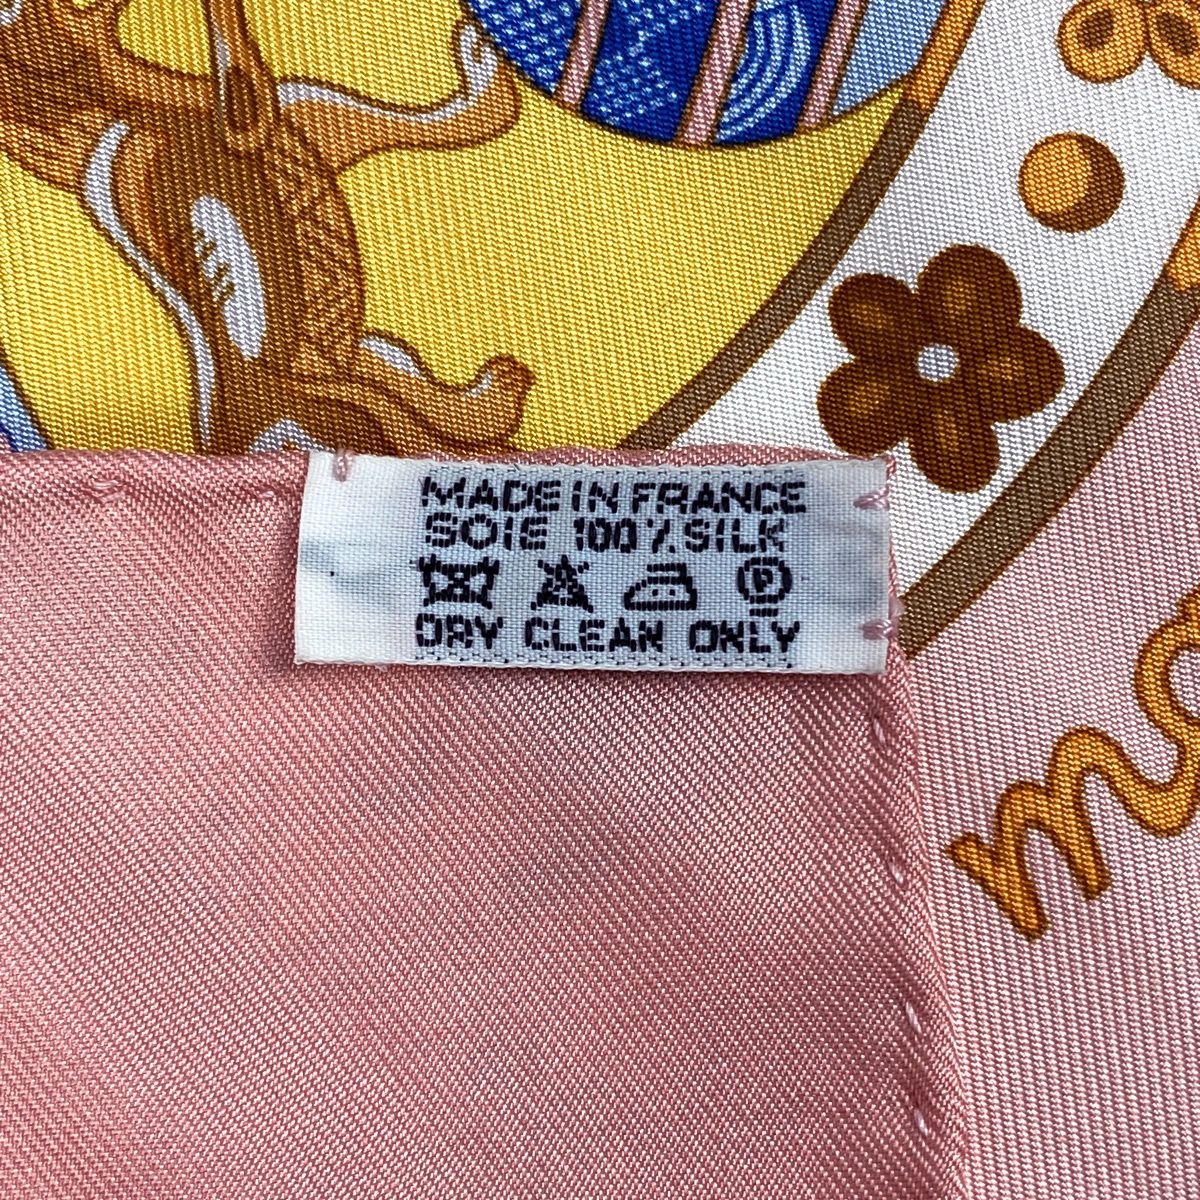 MADE IN FRANCE
SOIE 100% SILK
P
DRY CLEAN ONLY